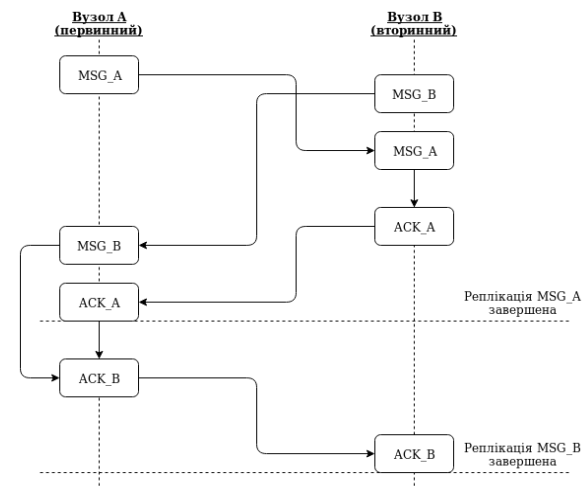 Вузол А
(первинний)
Вузол В
(вторинний)
MSG_A
MSG_B
MSG_A
ACK_A
MSG_B
ACK_A
Реплікація MSG_A
завершена
ACK_B
ACK_B
Реплікація MSG_B
завершена